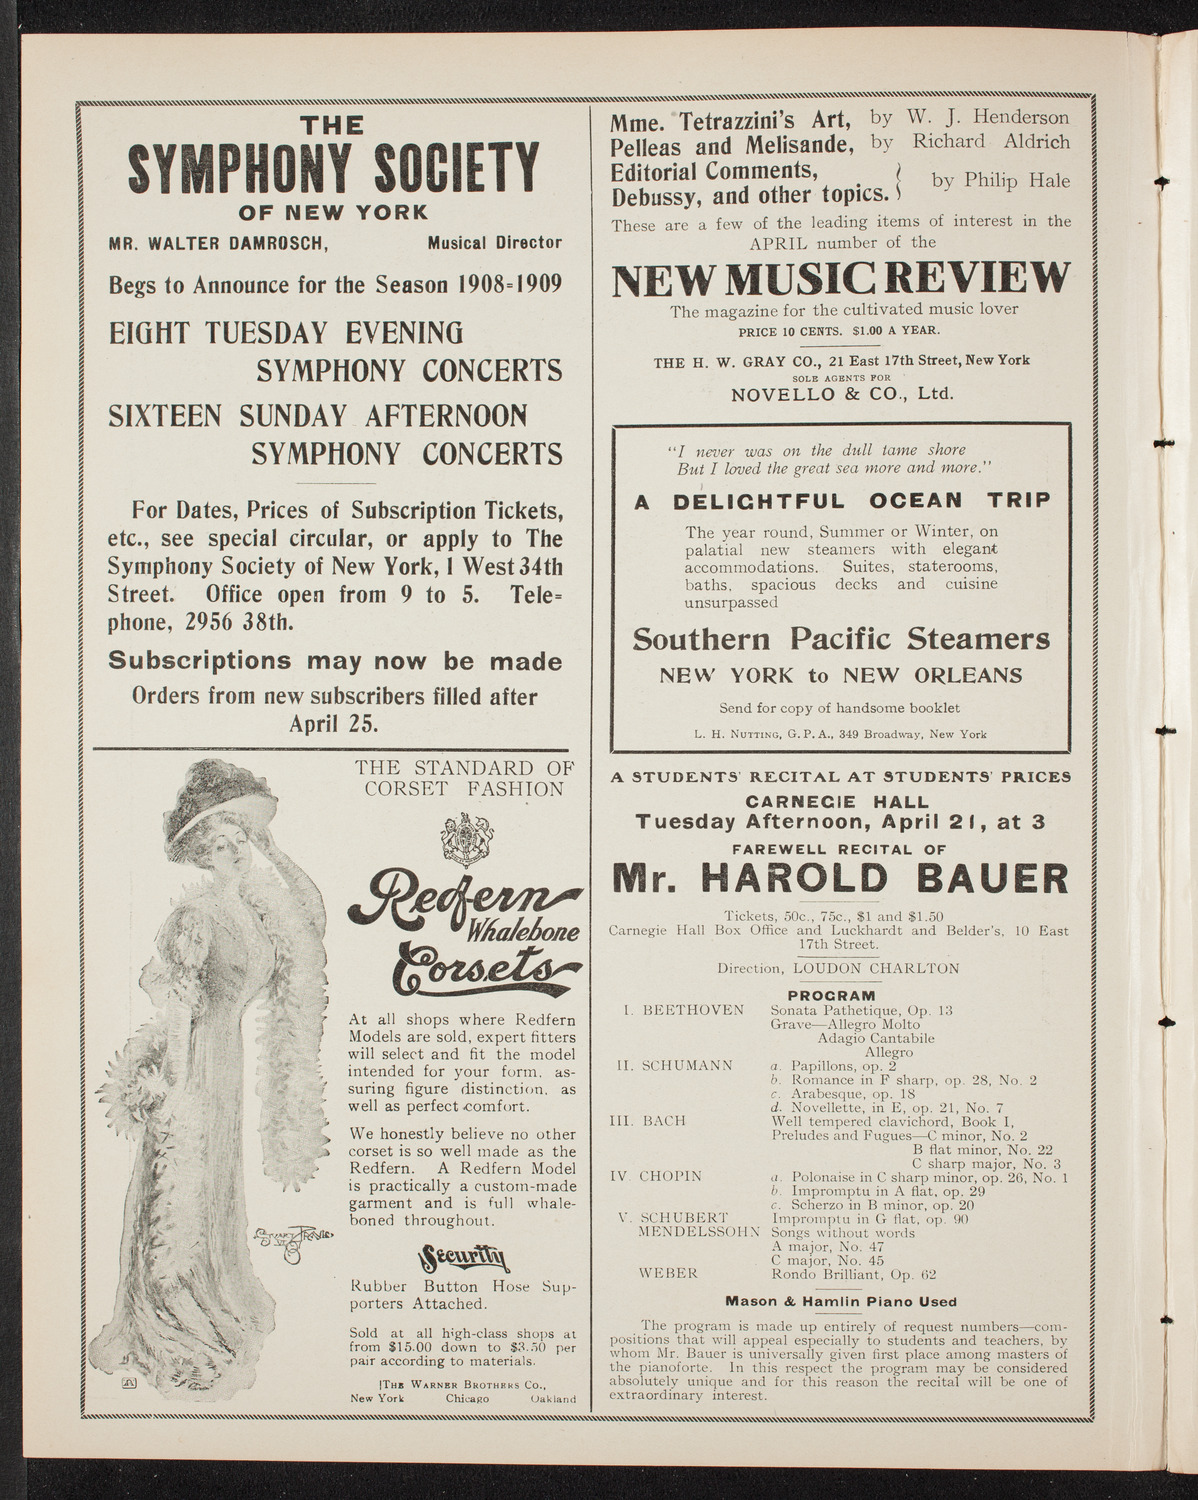 THE
SYMPHONY SOCIETY
OF NEW YORK
MR. WALTER DAMROSCH, Musical Director
Begs to Announce for the Season 1908=1909
EIGHT TUESDAY EVENING
SYMPHONY CONCERTS
SIXTEEN SUNDAY AFTERNOON
SYMPHONY CONCERTS
For Dates, Prices of Subscription Tickets,
etc., see special circular, or apply to The
Symphony Society of New York, 1 West 34th
Street. Office open from 9 to 5. Tele=
phone, 2956 38th.
Subscriptions may now be made
Orders from new subscribers filled after
April 25.
THE STANDARD OF
CORSET FASHION
Redfern
Whalebone
Corsets
At all shops where Redfern
Models are sold, expert fitters
will select and fit the model
intended for your form, as-
suring figure distinction, as
well as perfect comfort.
We honestly believe no other
corset is so well made as the
Redfern. A Redfern Model
is practically a custom-made
garment and is full whale-
boned throughout.
Security
Rubber Button Hose Sup-
porters Attached.
Sold at all high-class shops at
from $15.00 down to $3.50 per
pair according to materials.
THE WARNER BROTHERS CO.,
New York Chicago Oakland
Mme. Tetrazzini's Art, by W. J. Henderson
Pelleas and Melisande, by Richard Aldrich
Editorial Comments,
Debussy, and other topics. } by Philip Hale
These are a few of the leading items of interest in the
APRIL number of the
NEW MUSIC REVIEW
The magazine for the cultivated music lover
PRICE 10 CENTS. $1.00 A YEAR.
THE H. W. GRAY CO., 21 East 17th Street, New York
SOLE AGENTS FOR
NOVELLO & CO., Ltd.
"I never was on the dull tame shore
But I loved the great sea more and more."
A DELIGHTFUL OCEAN TRIP
The year round, Summer or Winter, on
palatial new steamers with elegant
accommodations. Suites, staterooms,
baths, spacious decks and cuisine
unsurpassed
Southern Pacific Steamers
NEW YORK to NEW ORLEANS
Send for copy of handsome booklet
L. H. NUTTING, G. P. A., 349 Broadway, New York
A STUDENTS' RECITAL AT STUDENTS' PRICES
CARNEGIE HALL
Tuesday Afternoon, April 21, at 3
FAREWELL RECITAL OF
Mr. HAROLD BAUER
Tickets, 50c., 75c., $1 and $1.50
Carnegie Hall Box Office and Luckhardt and Belder's, 10 East
17th Street.
Direction, LOUDON CHARLTON
PROGRAM
I. BEETHOVEN Sonata Pathetique, Op. 13
Grave—Allegro Molto
Adagio Cantabile
Allegro
II. SCHUMANN a. Papillons, op. 2
b. Romance in F sharp, op. 28, No. 2
c. Arabesque, op. 18
d. Novellette, in E, op. 21, No. 7
III. BACH Well tempered clavichord, Book I,
Preludes and Fugues—C minor, No. 2
B flat minor, No. 22
C sharp major, No. 3
IV. CHOPIN a. Polonaise in C sharp minor, op. 26, No. 1
b. Impromptu in A flat, op. 29
c. Scherzo in B minor, op. 20
V. SCHUBERT Impromptu in G flat, op. 90
MENDELSSOHN Songs without words
A major, No. 47
C major, No. 45
WEBER Rondo Brilliant, Op. 62
Mason & Hamlin Piano Used
The program is made up entirely of request numbers—com-
positions that will appeal especially to students and teachers, by
whom Mr. Bauer is universally given first place among masters of
the pianoforte. In this respect the program may be considered
absolutely unique and for this reason the recital will be one of
extraordinary interest.